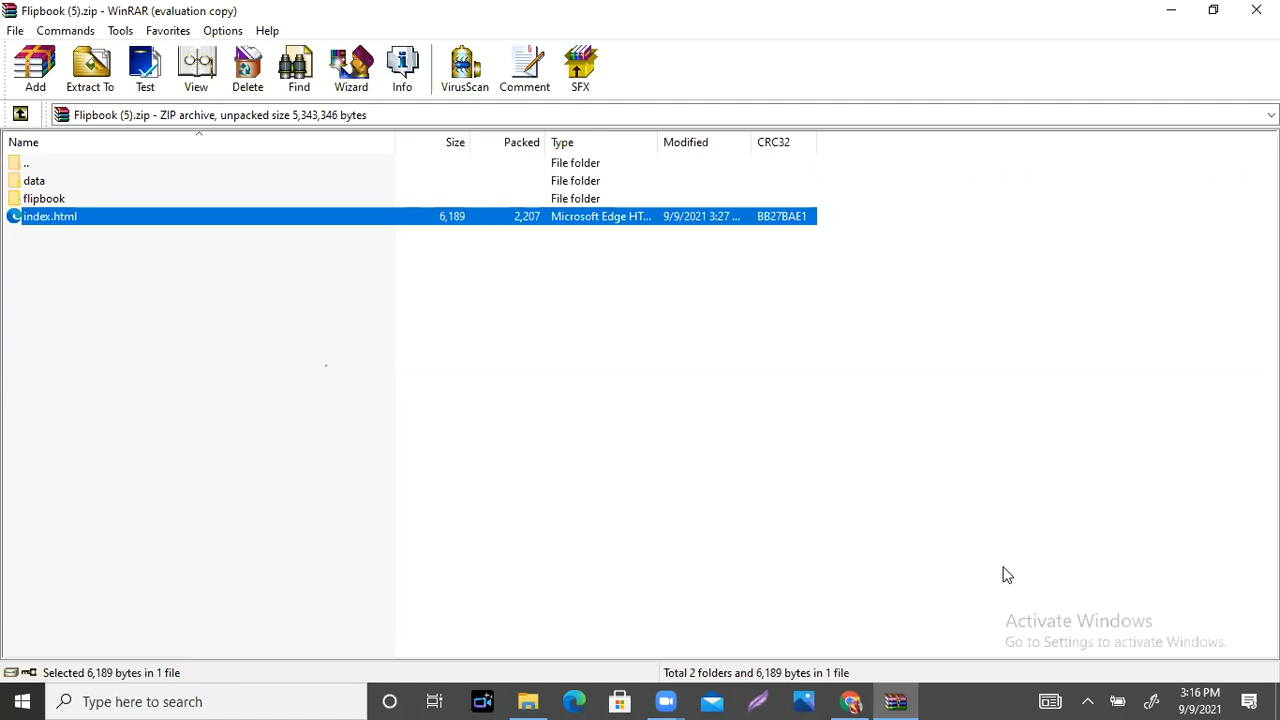 Flipbook (5).zip - WinRAR (evaluation copy)
File Commands Tools Favorites Options Help
Add Extract To Test View Delete Find Wizard Info VirusScan Comment SFX
Flipbook (5).zip - ZIP archive, unpacked size 5,343,346 bytes
Name Size Packed Type Modified CRC32
.. File folder
data File folder
flipbook File folder
index.html 6,189 2,207 Microsoft Edge HT... 9/9/2021 3:27 ... BB27BAE1
Activate Windows
Go to Settings to activate Windows.
Selected 6,189 bytes in 1 file Total 2 folders and 6,189 bytes in 1 file
Type here to search 3:16 PM
9/9/2021